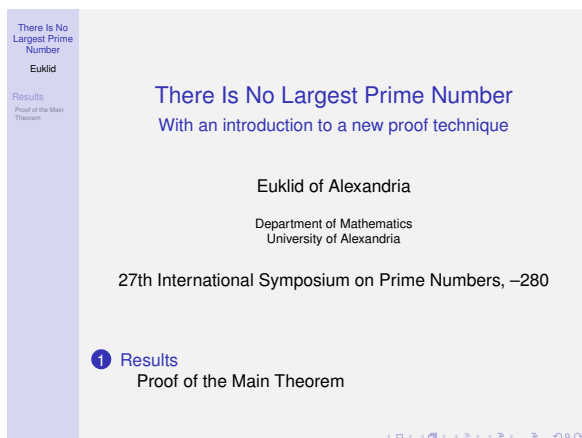 There Is No
Largest Prime
Number
Euklid
Results
Proof of the Main
Theorem
There Is No Largest Prime Number
With an introduction to a new proof technique
Euklid of Alexandria
Department of Mathematics
University of Alexandria
27th International Symposium on Prime Numbers, –280
1 Results
Proof of the Main Theorem